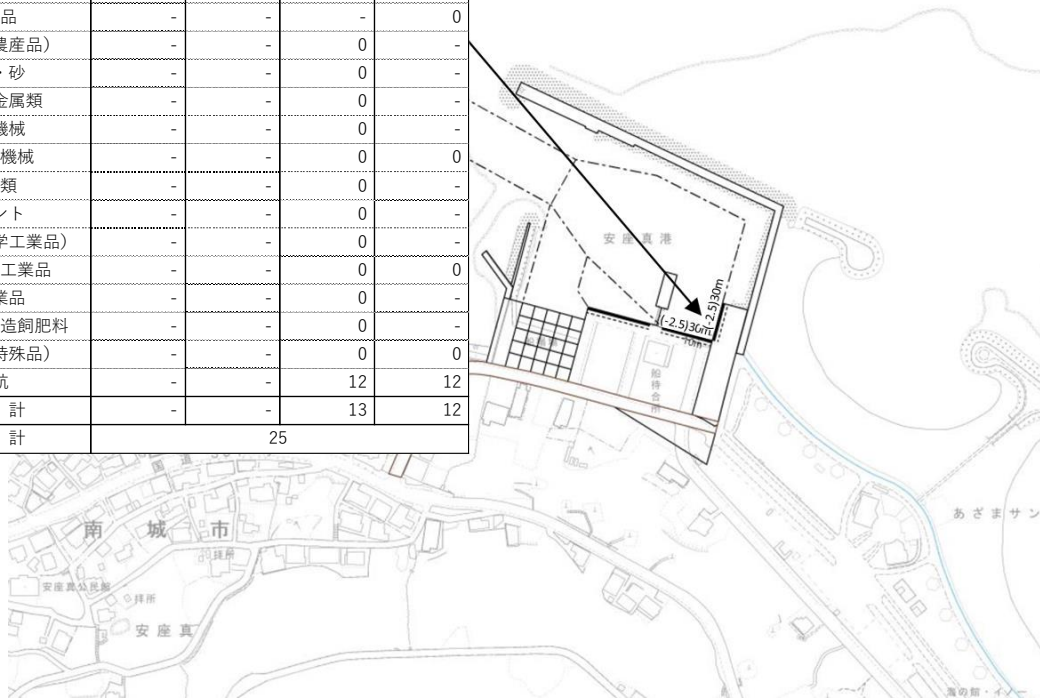 品 - - - 0
農産品） - - 0 -
・砂 - - 0 -
金属類 - - 0 -
機械 - - 0 -
機械 - - 0 0
類 - - 0 -
ント - - 0 -
学工業品） - - 0 -
工業品 - - 0 0
業品 - - 0 -
造飼肥料 - - 0 -
特殊品） - - 0 0
航 - - 12 12
計 - - 13 12
計 25
安座真港
(-2.5)30m
(-2.5)30m
10m
船待合所
あざまサン
南城市
拝所
安座真公民館
拝所
安座真
海の館・イノー